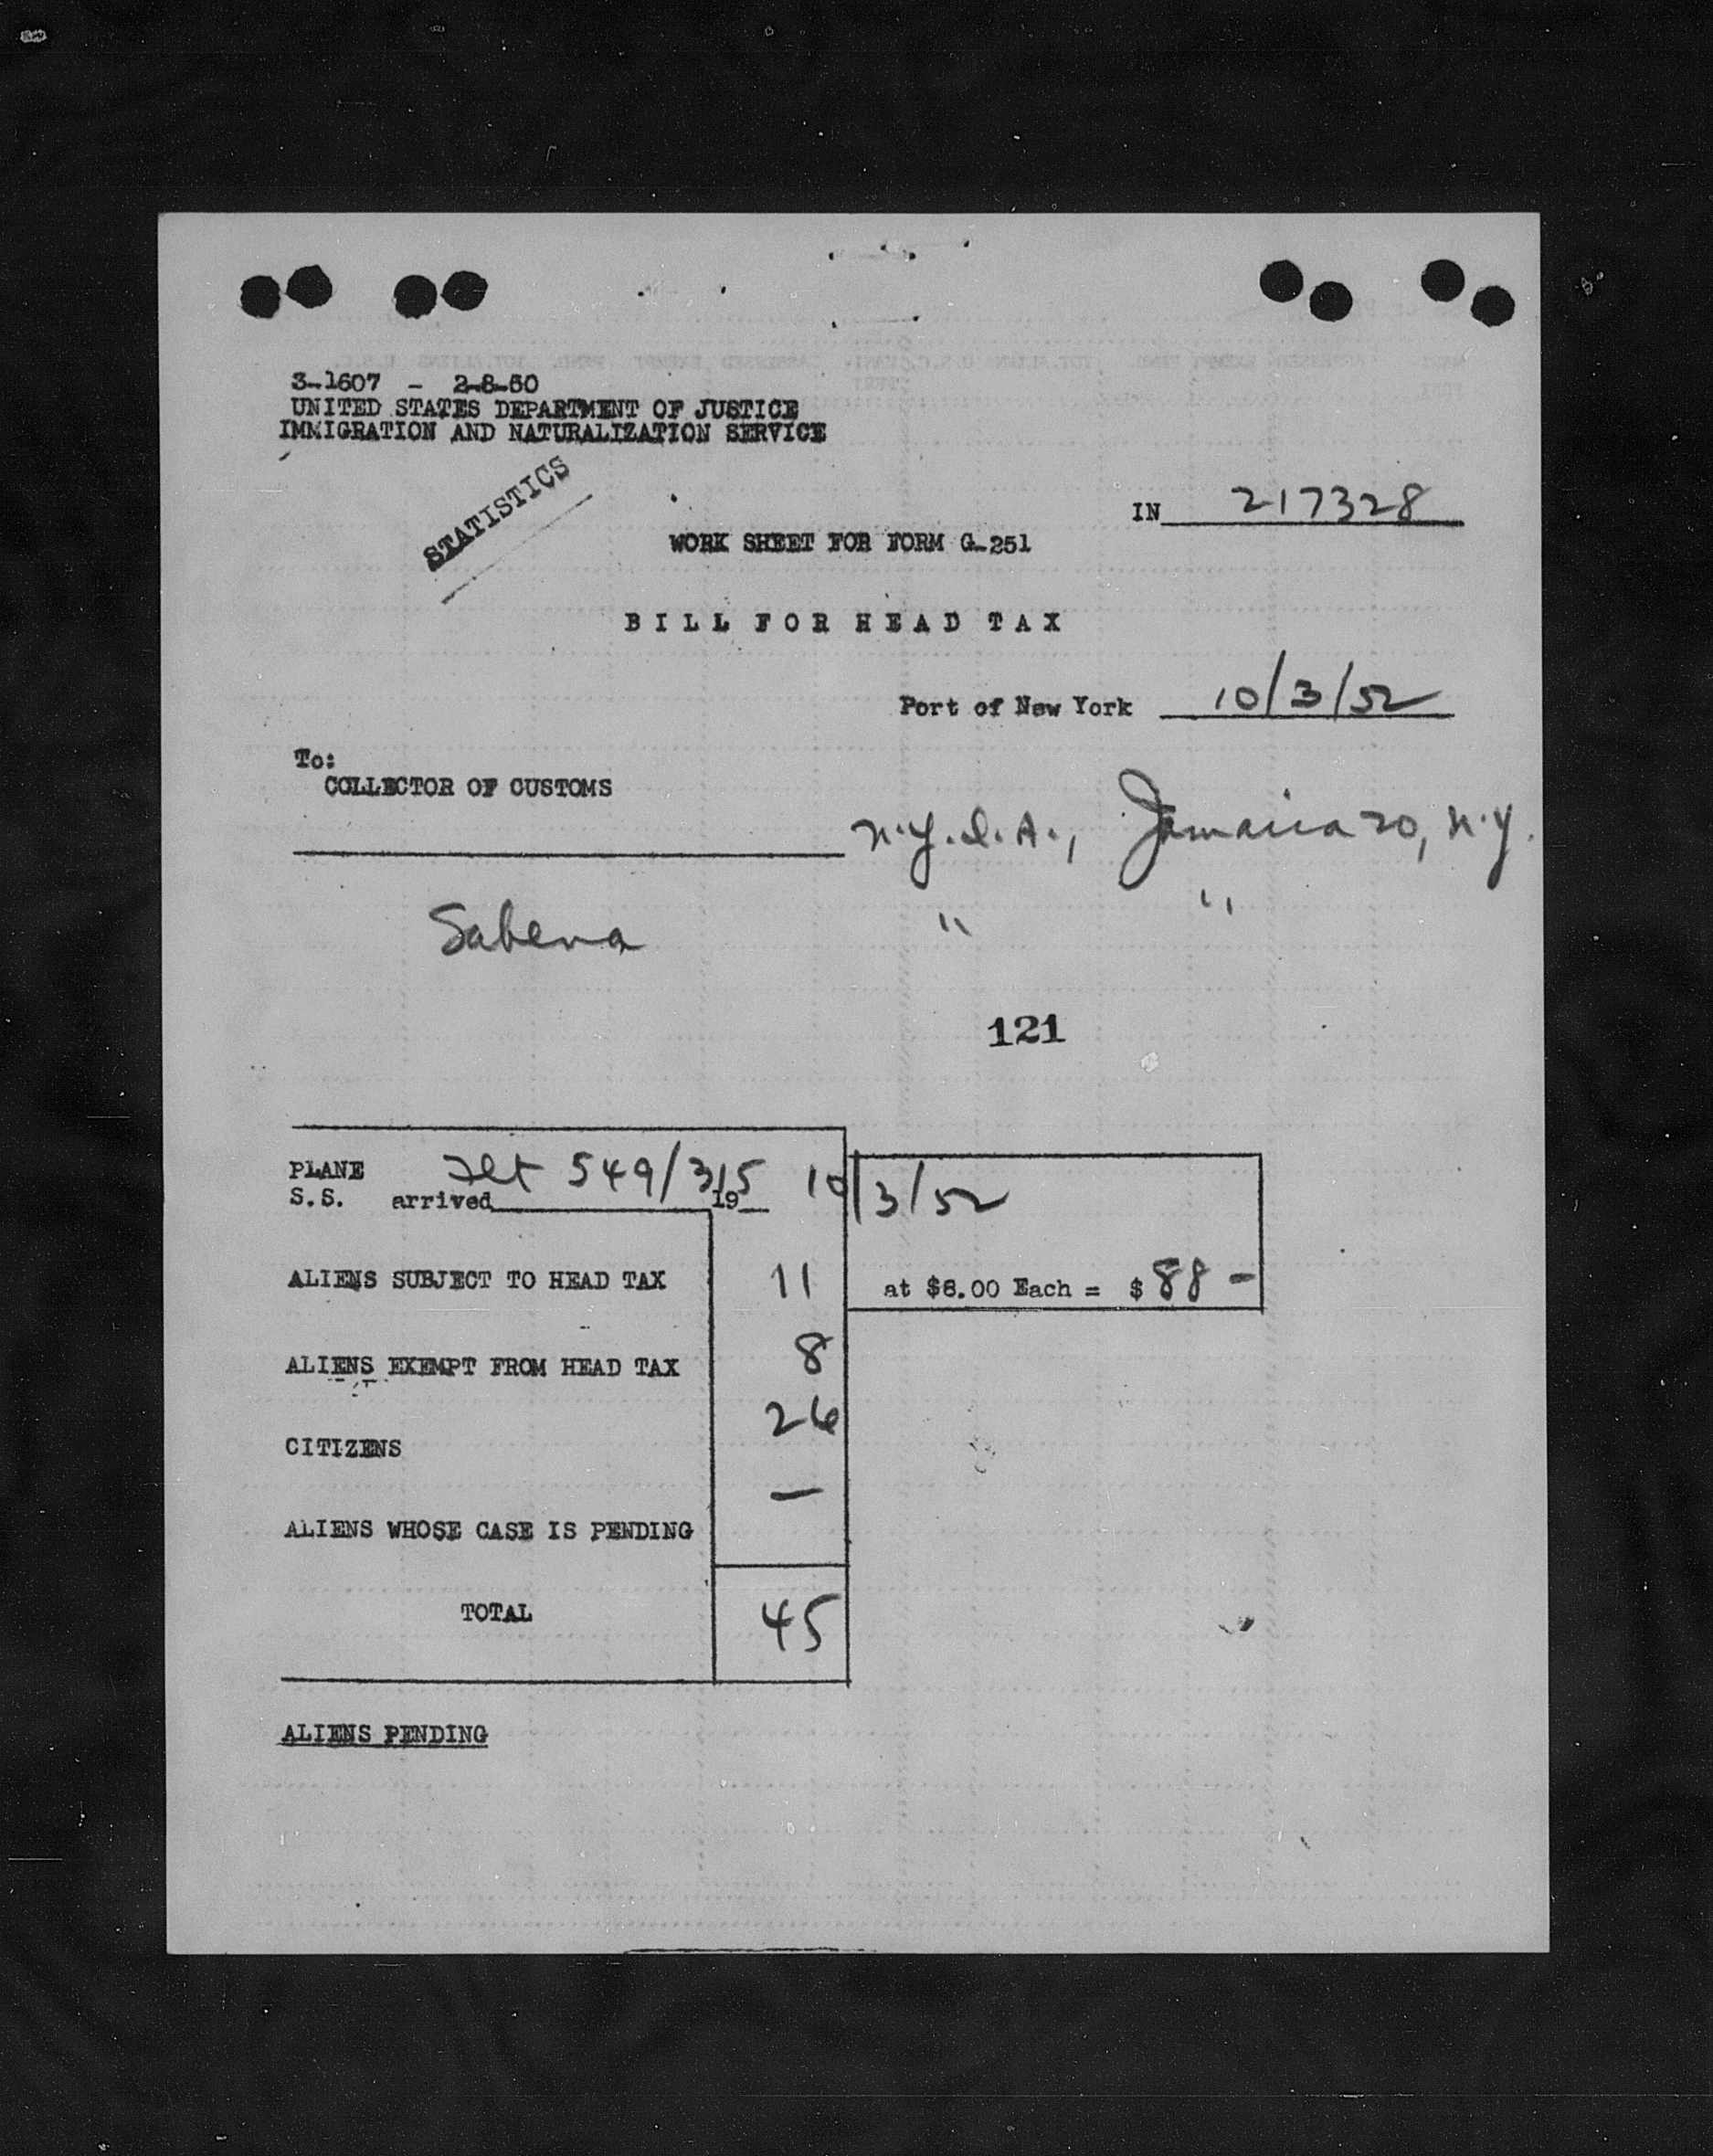 3-1607 - 2-8-50
UNITED STATES DEPARTMENT OF JUSTICE
IMMIGRATION AND NATURALIZATION SERVICE
STATISTICS
IN 217328
WORK SHEET FOR FORM G-251
BILL FOR HEAD TAX
Port of New York 10/3/52
To:
COLLECTOR OF CUSTOMS
N.Y.I.A., Jamaica 20, N.Y.
Sabena " "
121
PLANE Flt 549/315 10/3/52
S.S. arrived 19
ALIENS SUBJECT TO HEAD TAX 11 at $8.00 Each = $ 88 -
ALIENS EXEMPT FROM HEAD TAX 8
CITIZENS 26
ALIENS WHOSE CASE IS PENDING —
TOTAL 45
ALIENS PENDING